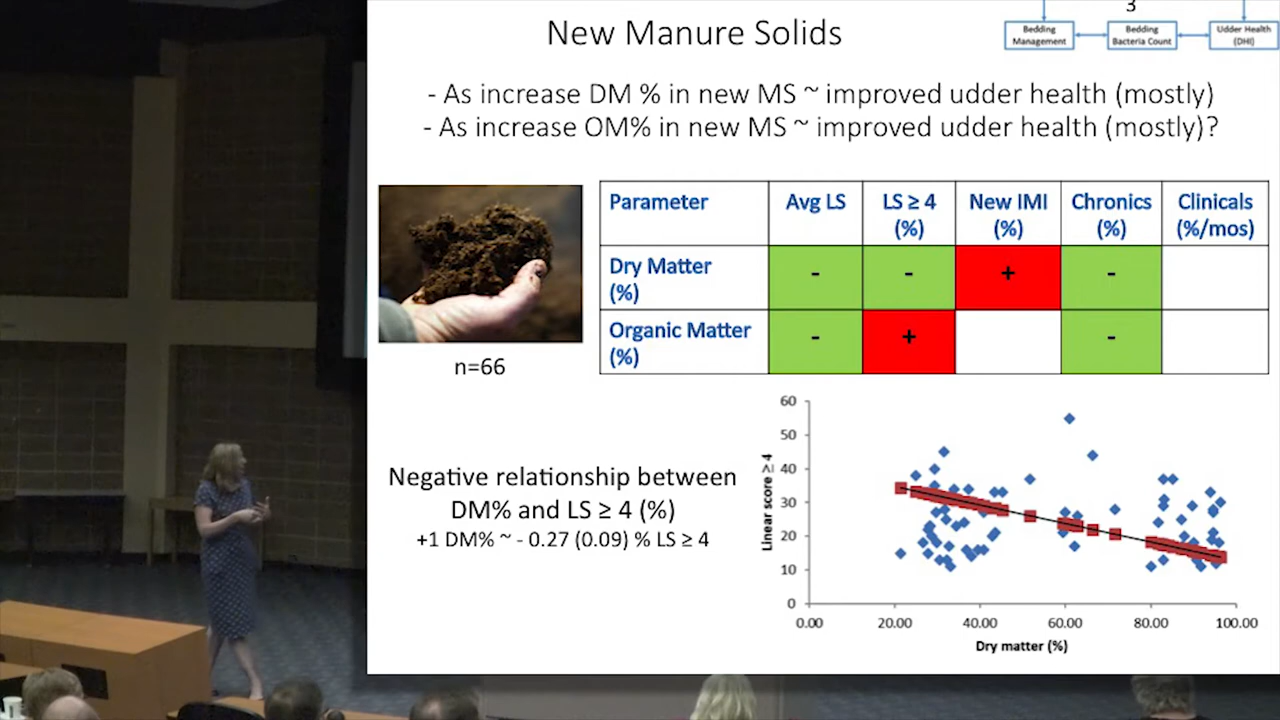 New Manure Solids
3
Bedding
Management
Bedding
Bacteria Count
Udder Health
(DHI)
- As increase DM % in new MS ~ improved udder health (mostly)
- As increase OM% in new MS ~ improved udder health (mostly)?
Parameter
Avg LS
LS ≥ 4
(%)
New IMI
(%)
Chronics
(%)
Clinicals
(%/mos)
Dry Matter
(%)
-
-
+
-
Organic Matter
(%)
-
+
-
n=66
Negative relationship between
DM% and LS ≥ 4 (%)
+1 DM% ~ - 0.27 (0.09) % LS ≥ 4
Linear score ≥ 4
60
50
40
30
20
10
0
0.00
20.00
40.00
60.00
80.00
100.00
Dry matter (%)